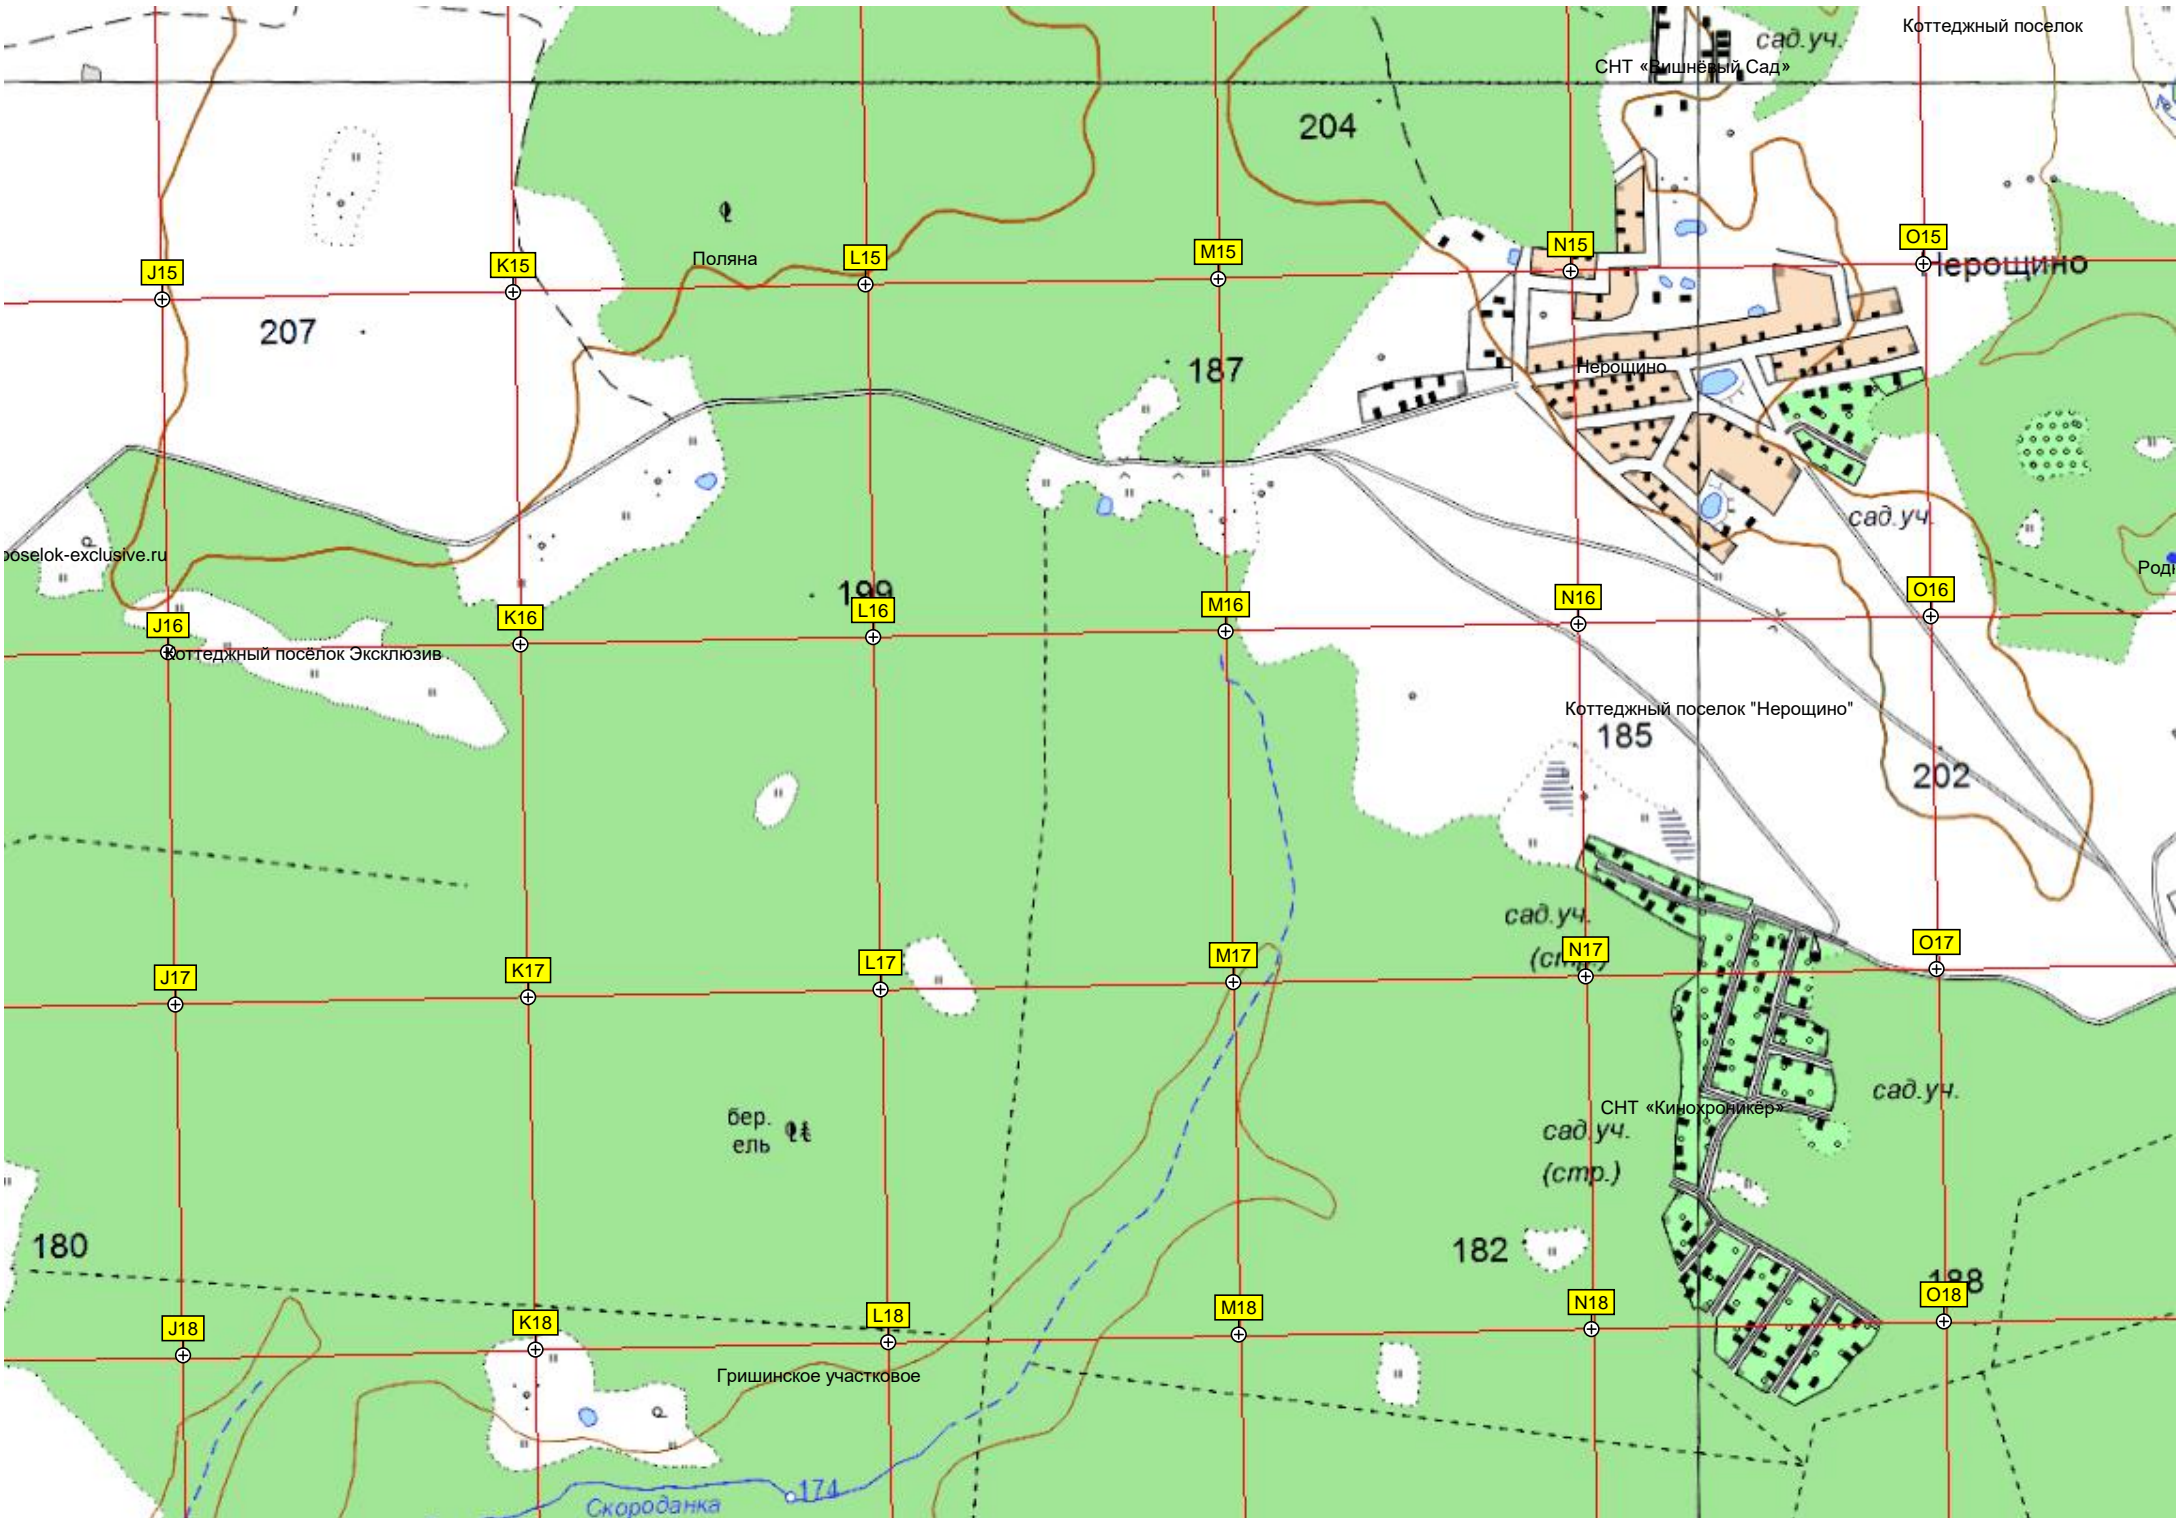 Коттеджный поселок
сад.уч.
СНТ «Вишнёвый Сад»
204
Поляна
J15
K15
L15
M15
N15
O15
207
187
Нерощино
сад.уч.
199
J16
K16
L16
M16
N16
O16
poselok-exclusive.ru
Коттеджный посёлок Эксклюзив
Коттеджный поселок "Нерощино"
185
202
сад.уч.
(стр.)
J17
K17
L17
M17
N17
O17
бер.
ель
СНТ «Кинохроникёр»
сад.уч.
сад.уч.
(стр.)
180
182
188
J18
K18
L18
M18
N18
O18
Гришинское участковое
174
Скороданка